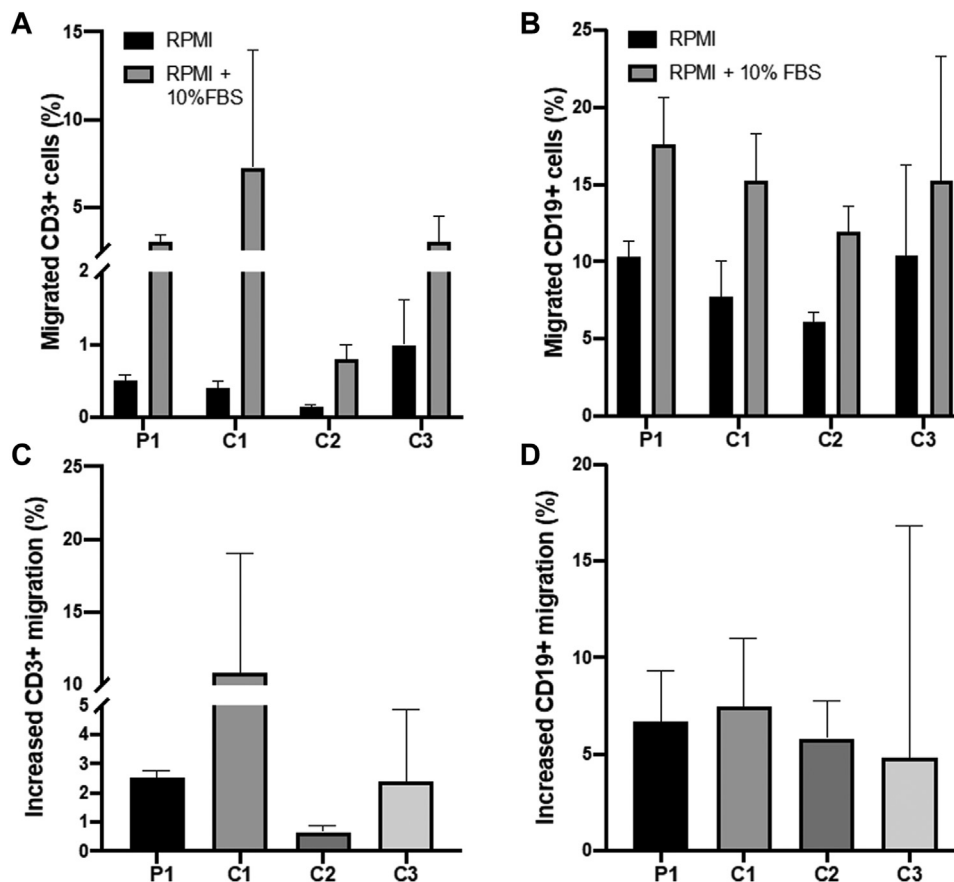 A
Migrated CD3+ cells (%)
15
10
5
2
1
0
RPMI
RPMI +
10%FBS
P1 C1 C2 C3
B
Migrated CD19+ cells (%)
25
20
15
10
5
0
RPMI
RPMI + 10% FBS
P1 C1 C2 C3
C
Increased CD3+ migration (%)
25
20
15
10
5
4
3
2
1
0
P1 C1 C2 C3
D
Increased CD19+ migration (%)
20
15
10
5
0
P1 C1 C2 C3